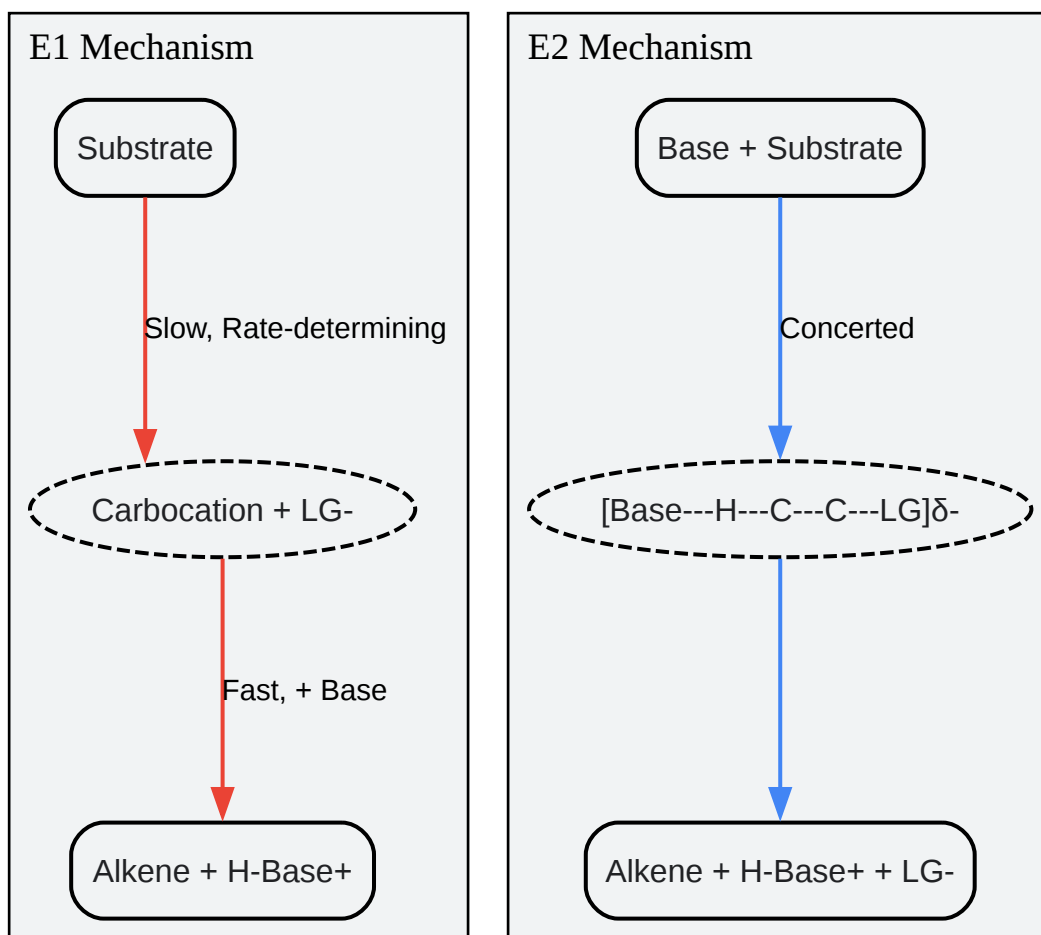 E1 Mechanism
Substrate
Slow, Rate-determining
Carbocation + LG-
Fast, + Base
Alkene + H-Base+
E2 Mechanism
Base + Substrate
Concerted
[Base---H---C---C---LG]δ-
Alkene + H-Base+ + LG-